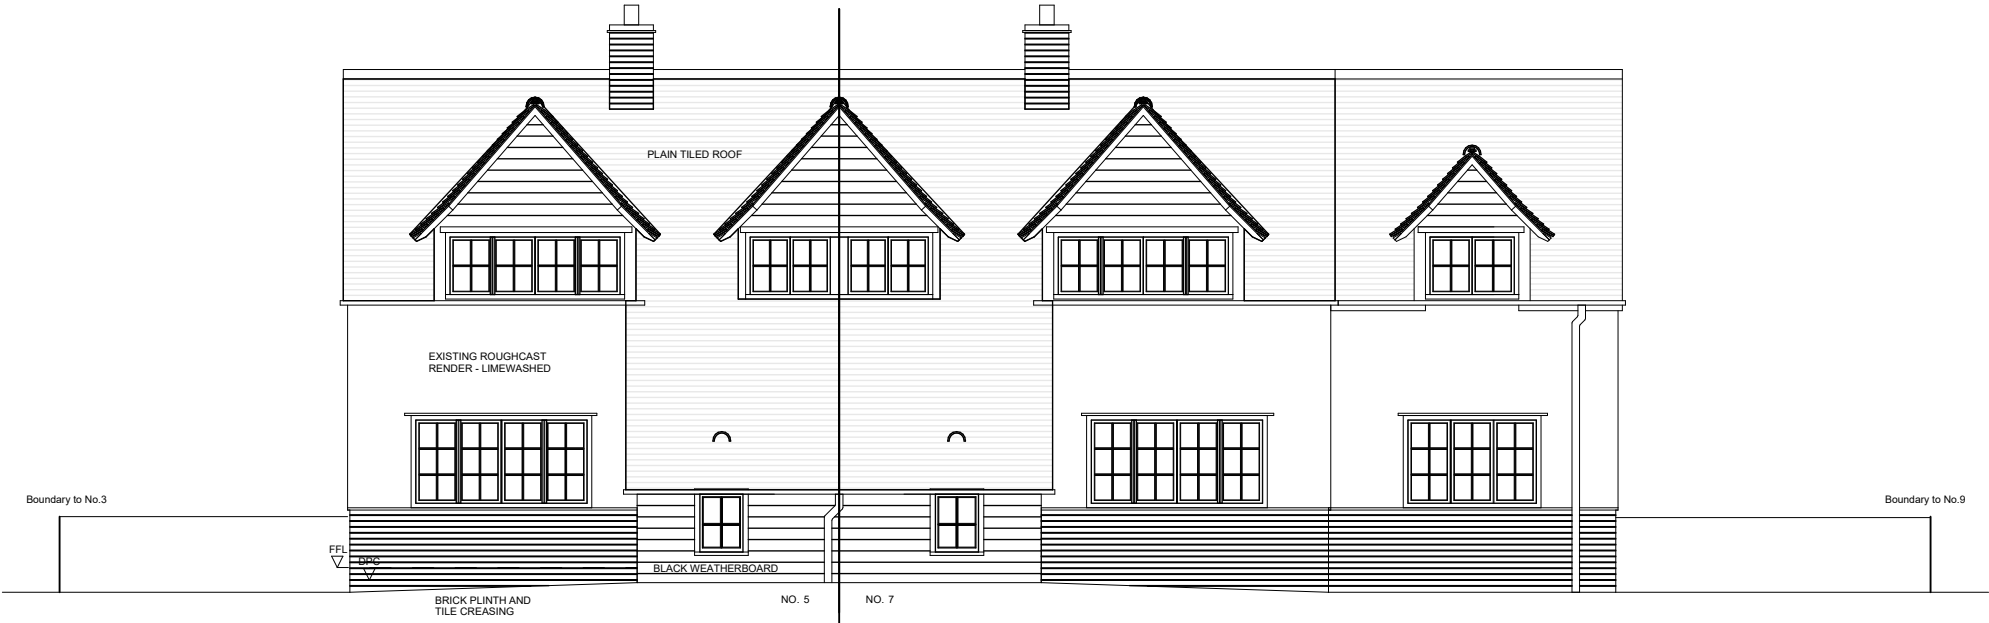 PLAIN TILED ROOF
EXISTING ROUGHCAST
RENDER - LIMEWASHED
Boundary to No.3
Boundary to No.9
FFL
DPC
BLACK WEATHERBOARD
BRICK PLINTH AND
TILE CREASING
NO. 5
NO. 7